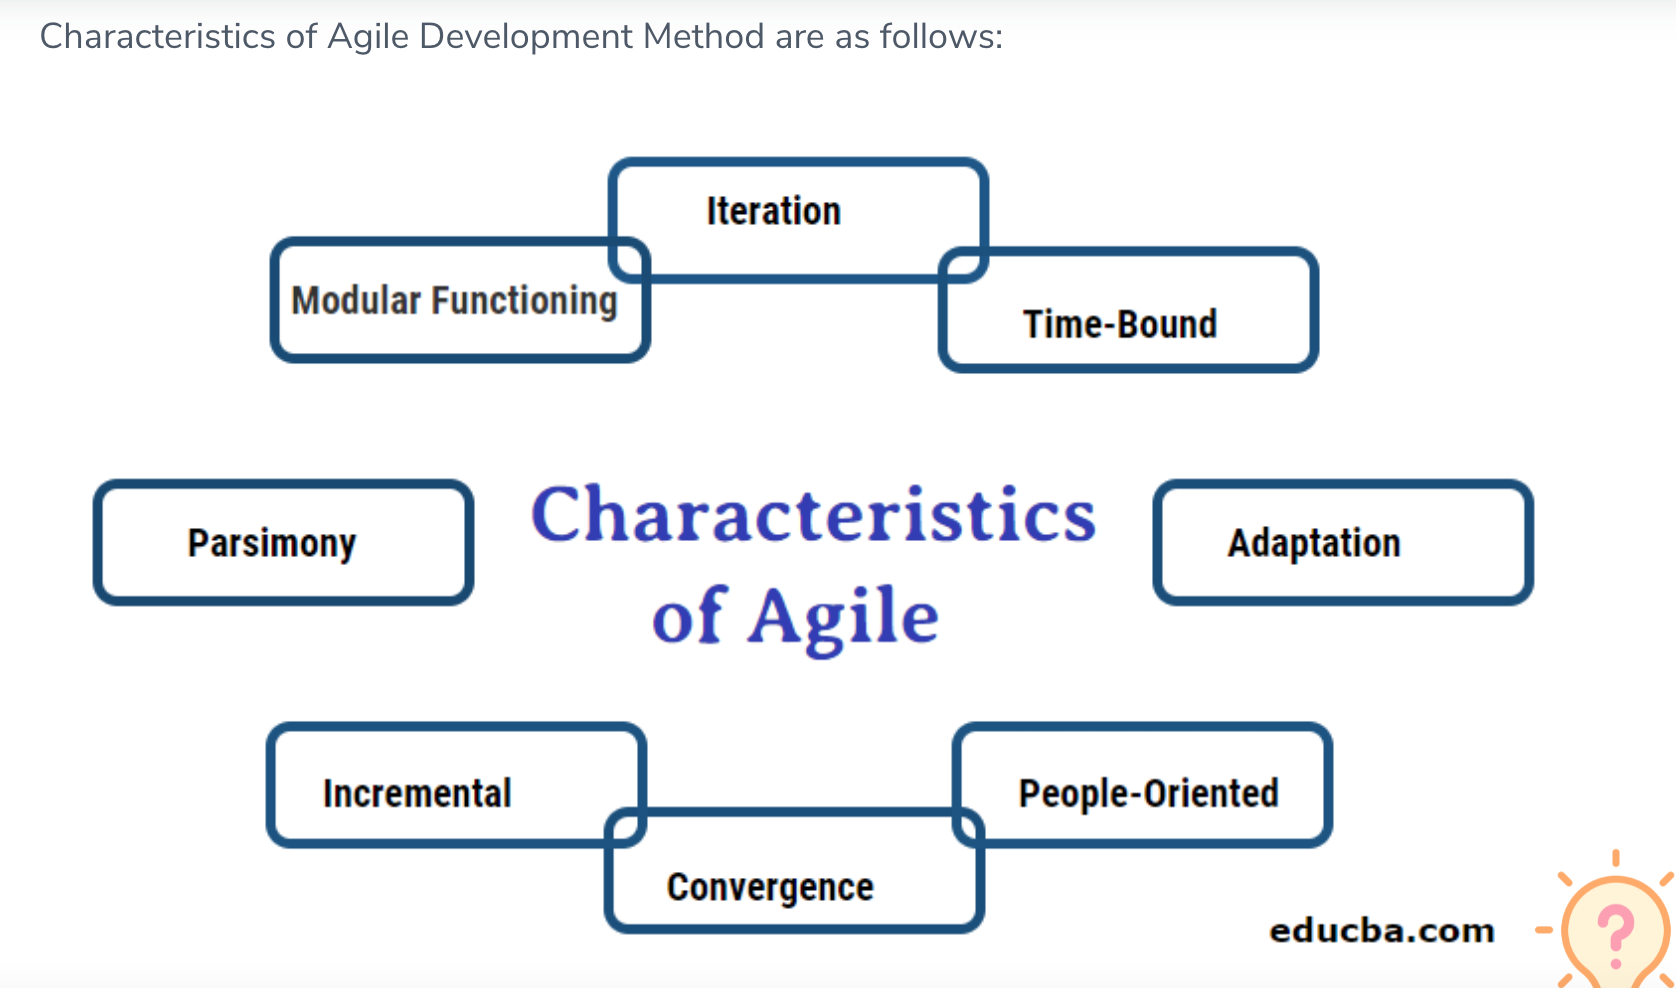 Characteristics of Agile Development Method are as follows:
Iteration
Modular Functioning
Time-Bound
Parsimony
Characteristics
of Agile
Adaptation
Incremental
People-Oriented
Convergence
educba.com
?